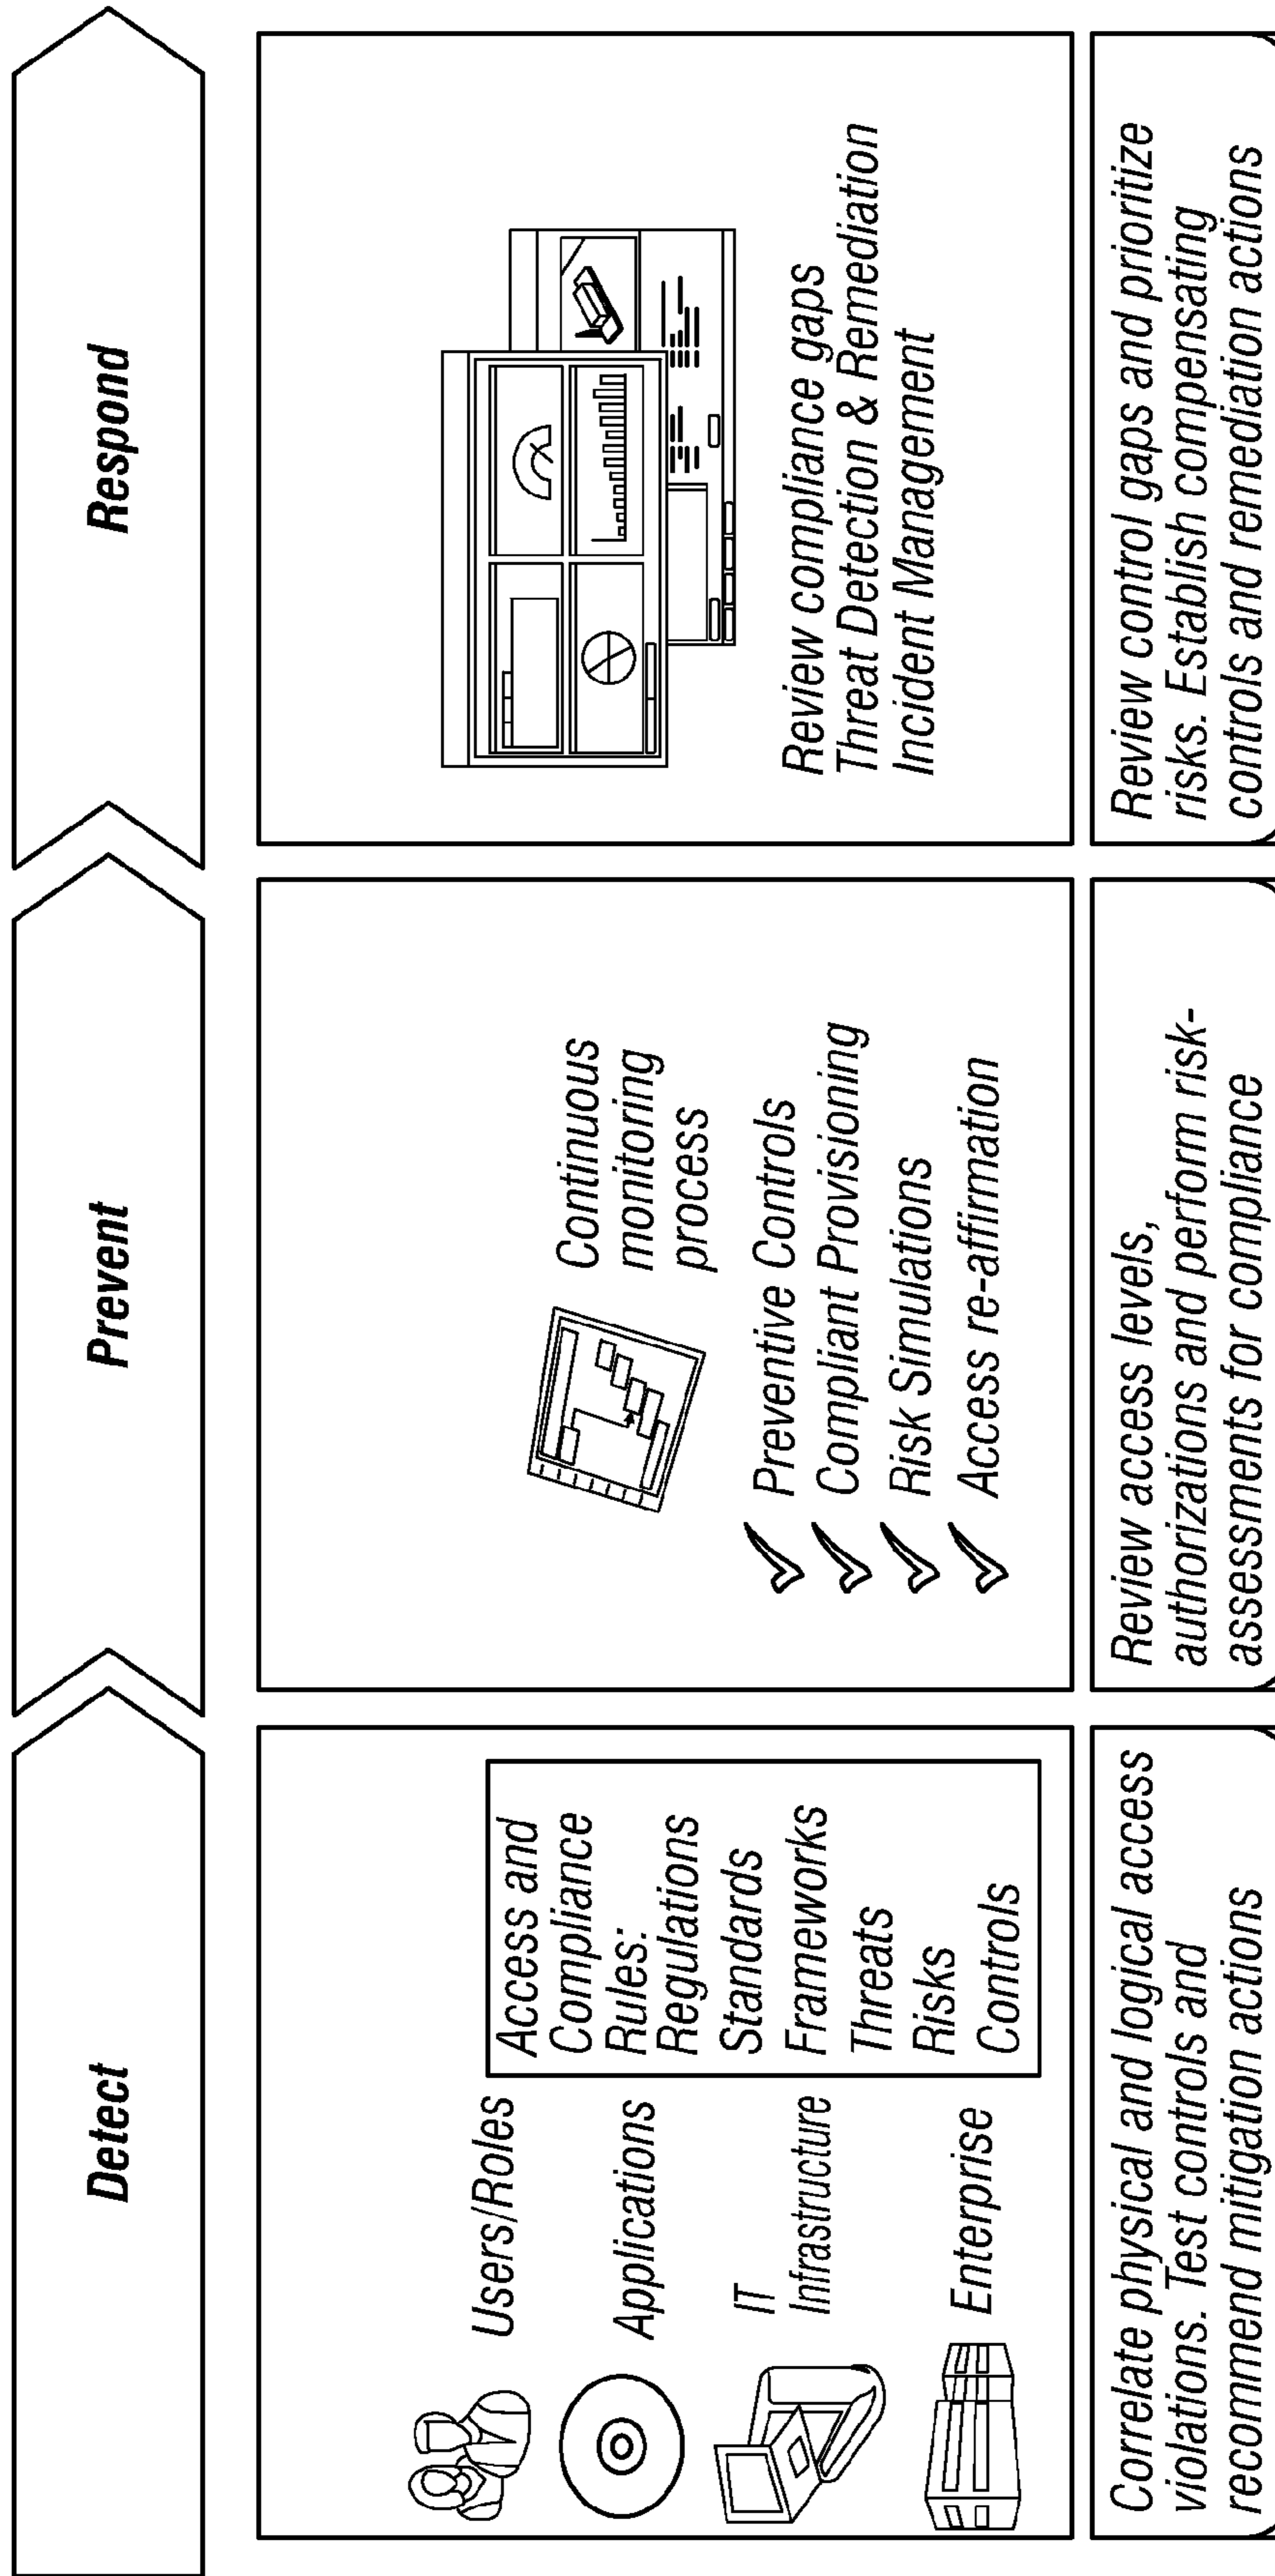 Detect
Prevent
Respond
Users/Roles
Applications
IT
Infrastructure
Enterprise
Access and
Compliance
Rules:
Regulations
Standards
Frameworks
Threats
Risks
Controls
Continuous
monitoring
process
Preventive Controls
Compliant Provisioning
Risk Simulations
Access re-affirmation
Review compliance gaps
Threat Detection & Remediation
Incident Management
Correlate physical and logical access
violations. Test controls and
recommend mitigation actions
Review access levels,
authorizations and perform risk-
assessments for compliance
Review control gaps and prioritize
risks. Establish compensating
controls and remediation actions